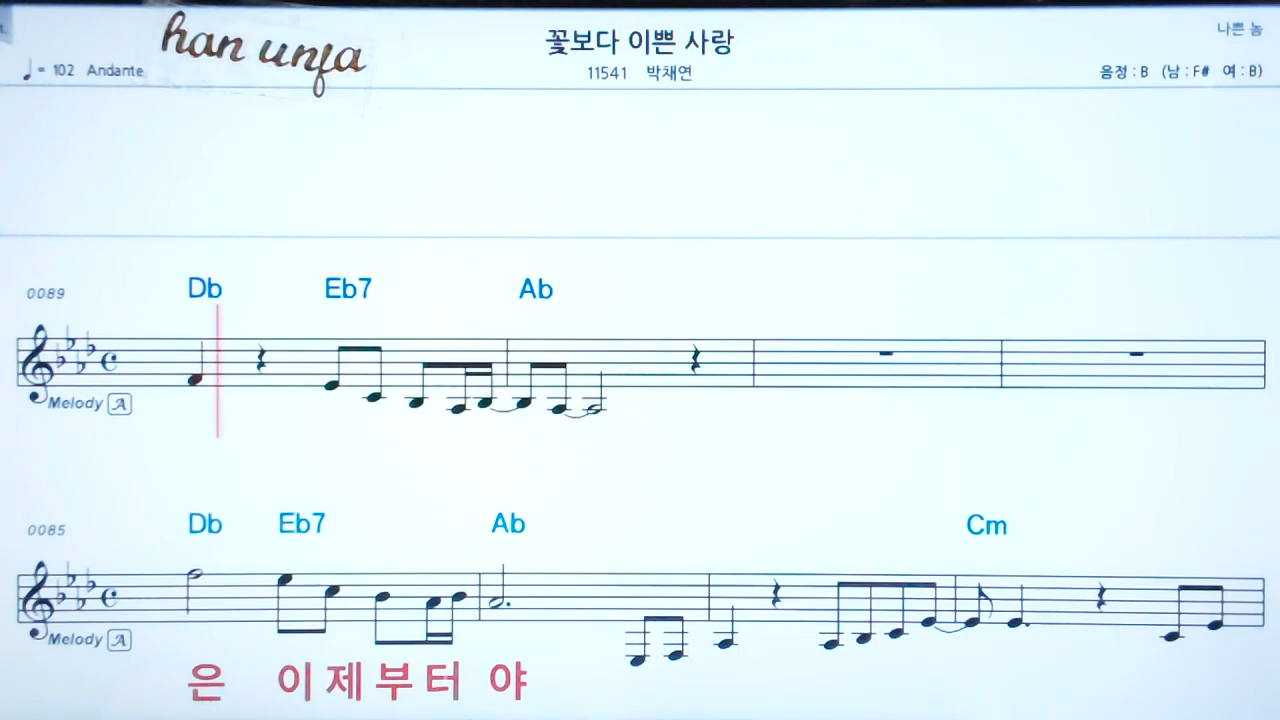 han unfa
꽃보다 이쁜 사랑
나쁜 놈
♩ = 102 Andante
11541 박채연
음정 : B (남 : F# 여 : B)
0089
Db Eb7 Ab
Melody A
0085
Db Eb7 Ab Cm
Melody A
은 이제부터 야